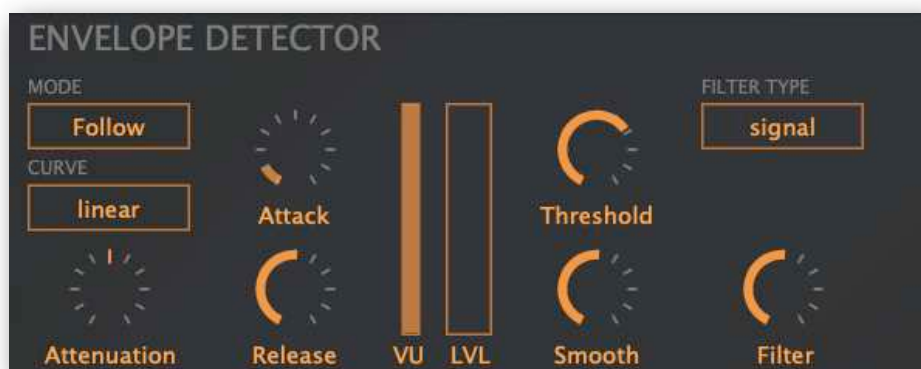 ENVELOPE DETECTOR
MODE
Follow
CURVE
linear
Attenuation
Attack
Release
VU
LVL
Threshold
Smooth
FILTER TYPE
signal
Filter